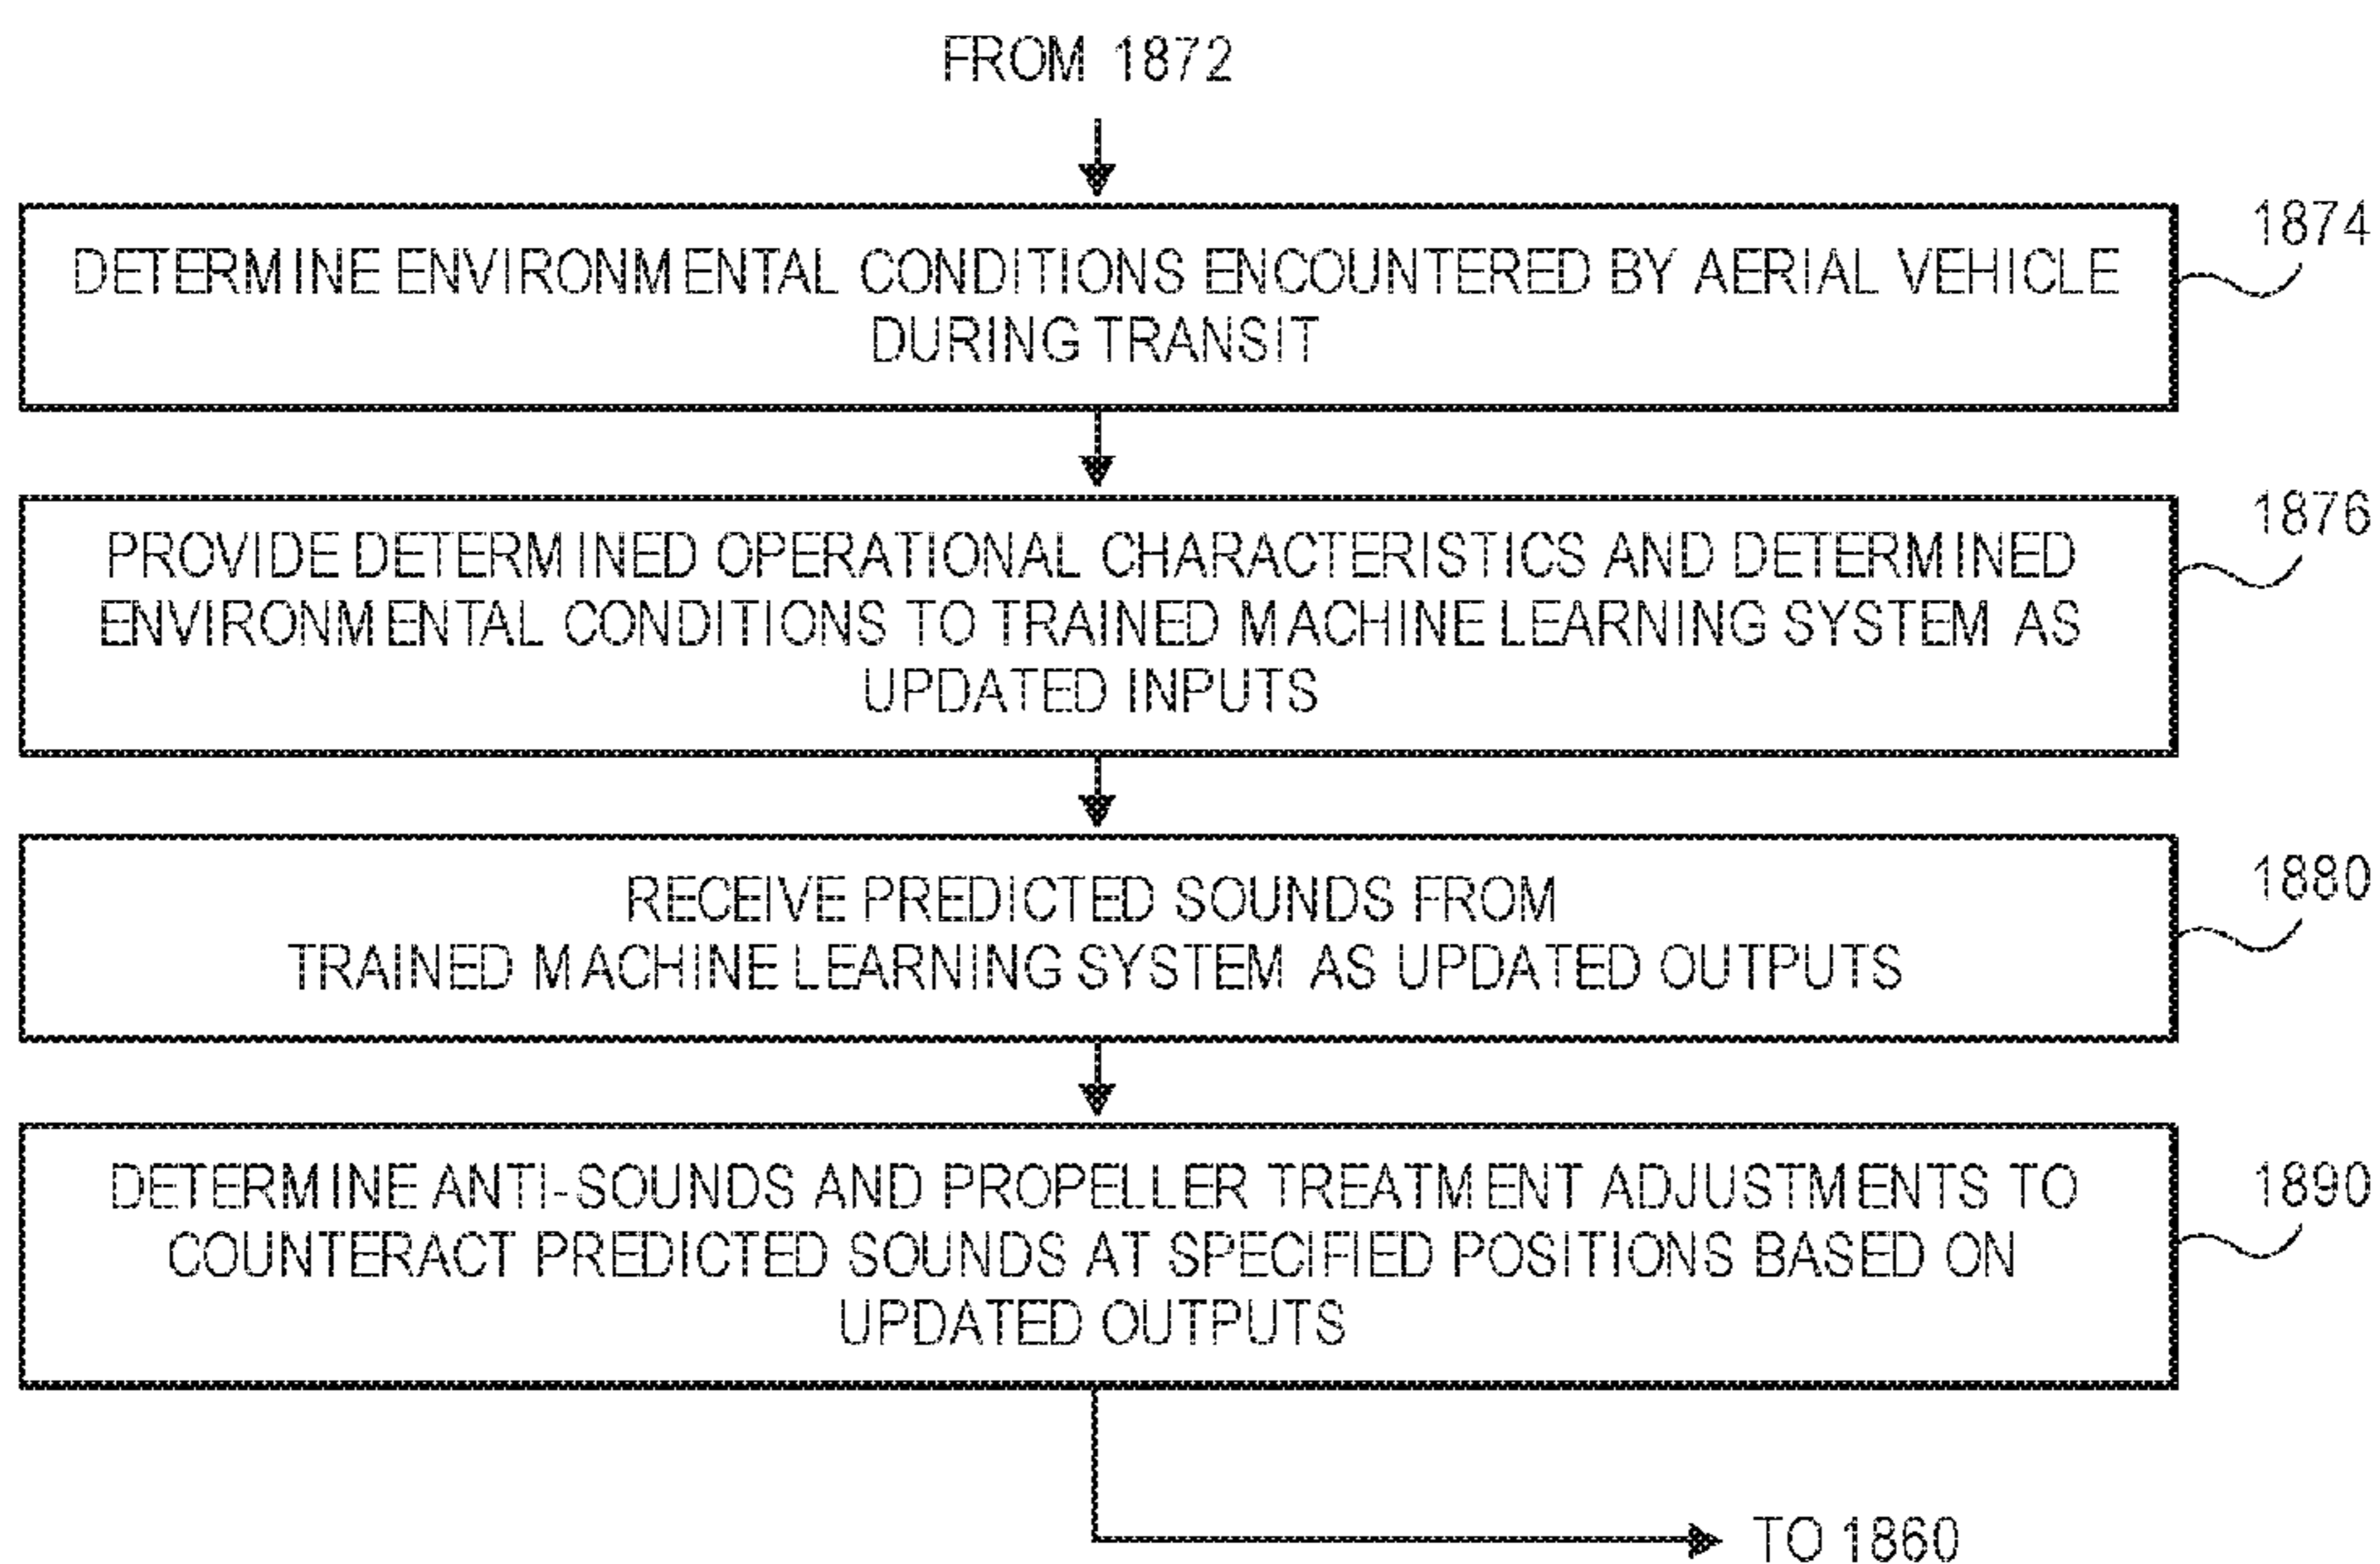 FROM 1872
1874
DETERMINE ENVIRONMENTAL CONDITIONS ENCOUNTERED BY AERIAL VEHICLE
DURING TRANSIT
1876
PROVIDE DETERMINED OPERATIONAL CHARACTERISTICS AND DETERMINED
ENVIRONMENTAL CONDITIONS TO TRAINED MACHINE LEARNING SYSTEM AS
UPDATED INPUTS
1880
RECEIVE PREDICTED SOUNDS FROM
TRAINED MACHINE LEARNING SYSTEM AS UPDATED OUTPUTS
1890
DETERMINE ANTI-SOUNDS AND PROPELLER TREATMENT ADJUSTMENTS TO
COUNTERACT PREDICTED SOUNDS AT SPECIFIED POSITIONS BASED ON
UPDATED OUTPUTS
TO 1860